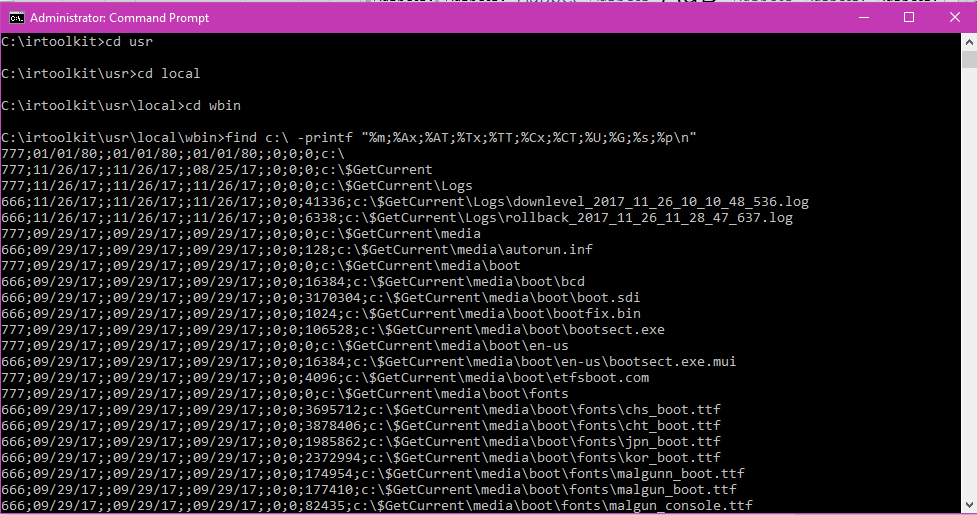 Administrator: Command Prompt
C:\irtoolkit>cd usr
C:\irtoolkit\usr>cd local
C:\irtoolkit\usr\local>cd wbin
C:\irtoolkit\usr\local\wbin>find c:\ -printf "%m;%Ax;%AT;%Tx;%TT;%Cx;%CT;%U;%G;%s;%p\n"
777;01/01/80;;01/01/80;;01/01/80;;0;0;0;c:\
777;11/26/17;;11/26/17;;08/25/17;;0;0;0;c:\$GetCurrent
777;11/26/17;;11/26/17;;11/26/17;;0;0;0;c:\$GetCurrent\Logs
666;11/26/17;;11/26/17;;11/26/17;;0;0;41336;c:\$GetCurrent\Logs\downlevel_2017_11_26_10_10_48_536.log
666;11/26/17;;11/26/17;;11/26/17;;0;0;6338;c:\$GetCurrent\Logs\rollback_2017_11_26_11_28_47_637.log
777;09/29/17;;09/29/17;;09/29/17;;0;0;0;c:\$GetCurrent\media
666;09/29/17;;09/29/17;;09/29/17;;0;0;128;c:\$GetCurrent\media\autorun.inf
777;09/29/17;;09/29/17;;09/29/17;;0;0;0;c:\$GetCurrent\media\boot
666;09/29/17;;09/29/17;;09/29/17;;0;0;16384;c:\$GetCurrent\media\boot\bcd
666;09/29/17;;09/29/17;;09/29/17;;0;0;3170304;c:\$GetCurrent\media\boot\boot.sdi
666;09/29/17;;09/29/17;;09/29/17;;0;0;1024;c:\$GetCurrent\media\boot\bootfix.bin
777;09/29/17;;09/29/17;;09/29/17;;0;0;106528;c:\$GetCurrent\media\boot\bootsect.exe
777;09/29/17;;09/29/17;;09/29/17;;0;0;0;c:\$GetCurrent\media\boot\en-us
666;09/29/17;;09/29/17;;09/29/17;;0;0;16384;c:\$GetCurrent\media\boot\en-us\bootsect.exe.mui
777;09/29/17;;09/29/17;;09/29/17;;0;0;4096;c:\$GetCurrent\media\boot\etfsboot.com
777;09/29/17;;09/29/17;;09/29/17;;0;0;0;c:\$GetCurrent\media\boot\fonts
666;09/29/17;;09/29/17;;09/29/17;;0;0;3695712;c:\$GetCurrent\media\boot\fonts\chs_boot.ttf
666;09/29/17;;09/29/17;;09/29/17;;0;0;3878406;c:\$GetCurrent\media\boot\fonts\cht_boot.ttf
666;09/29/17;;09/29/17;;09/29/17;;0;0;1985862;c:\$GetCurrent\media\boot\fonts\jpn_boot.ttf
666;09/29/17;;09/29/17;;09/29/17;;0;0;2372994;c:\$GetCurrent\media\boot\fonts\kor_boot.ttf
666;09/29/17;;09/29/17;;09/29/17;;0;0;174954;c:\$GetCurrent\media\boot\fonts\malgunn_boot.ttf
666;09/29/17;;09/29/17;;09/29/17;;0;0;177410;c:\$GetCurrent\media\boot\fonts\malgun_boot.ttf
666;09/29/17;;09/29/17;;09/29/17;;0;0;82435;c:\$GetCurrent\media\boot\fonts\malgun_console.ttf